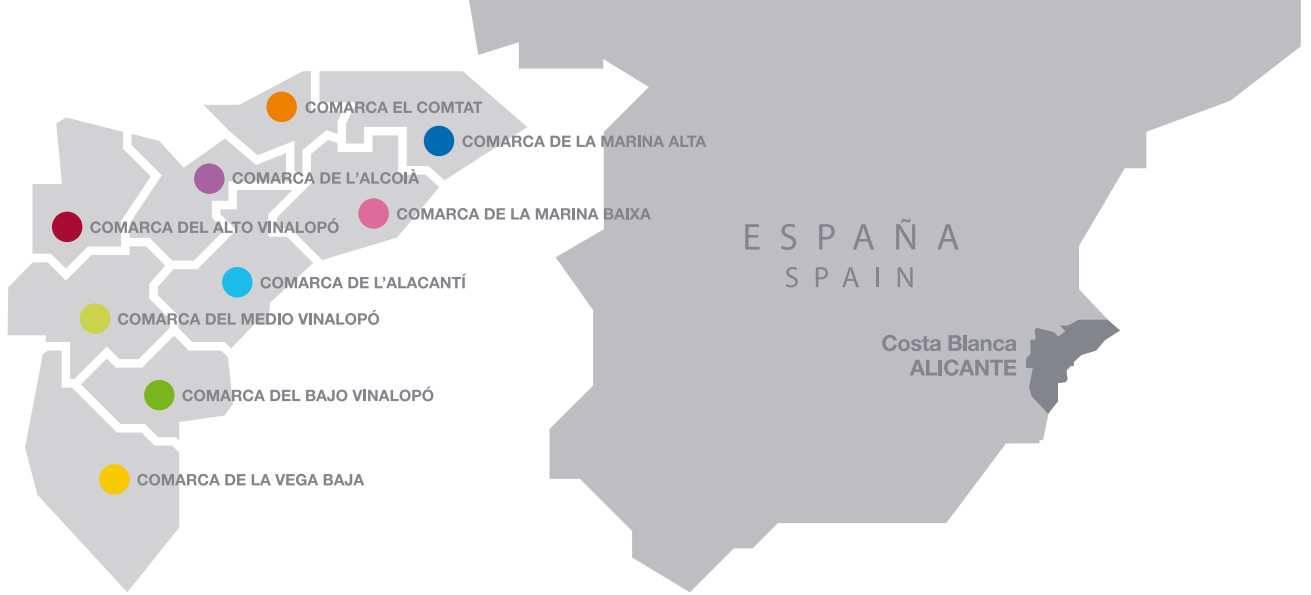 COMARCA EL COMTAT
COMARCA DE LA MARINA ALTA
COMARCA DE L'ALCOIÀ
COMARCA DE LA MARINA BAIXA
COMARCA DEL ALTO VINALOPÓ
COMARCA DE L'ALACANTÍ
COMARCA DEL MEDIO VINALOPÓ
COMARCA DEL BAJO VINALOPÓ
COMARCA DE LA VEGA BAJA
ESPAÑA
SPAIN
Costa Blanca
ALICANTE